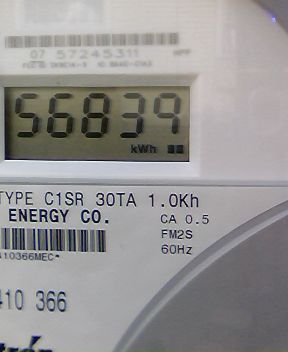 07 57245311
56839
kWh
TYPE C1SR 30TA 1.0Kh
ENERGY CO.
CA 0.5
FM2S
60Hz
410366MEC*
410 366